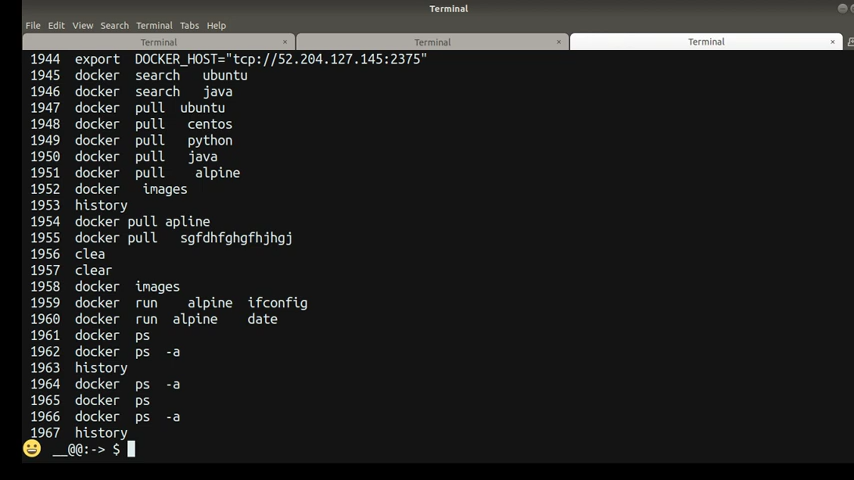 Terminal
File Edit View Search Terminal Tabs Help
Terminal × Terminal × Terminal ×
1944 export DOCKER_HOST="tcp://52.204.127.145:2375"
1945 docker search ubuntu
1946 docker search java
1947 docker pull ubuntu
1948 docker pull centos
1949 docker pull python
1950 docker pull java
1951 docker pull alpine
1952 docker images
1953 history
1954 docker pull apline
1955 docker pull sgfdhfghgfhjhgj
1956 clea
1957 clear
1958 docker images
1959 docker run alpine ifconfig
1960 docker run alpine date
1961 docker ps
1962 docker ps -a
1963 history
1964 docker ps -a
1965 docker ps
1966 docker ps -a
1967 history
😀 __@@:-> $